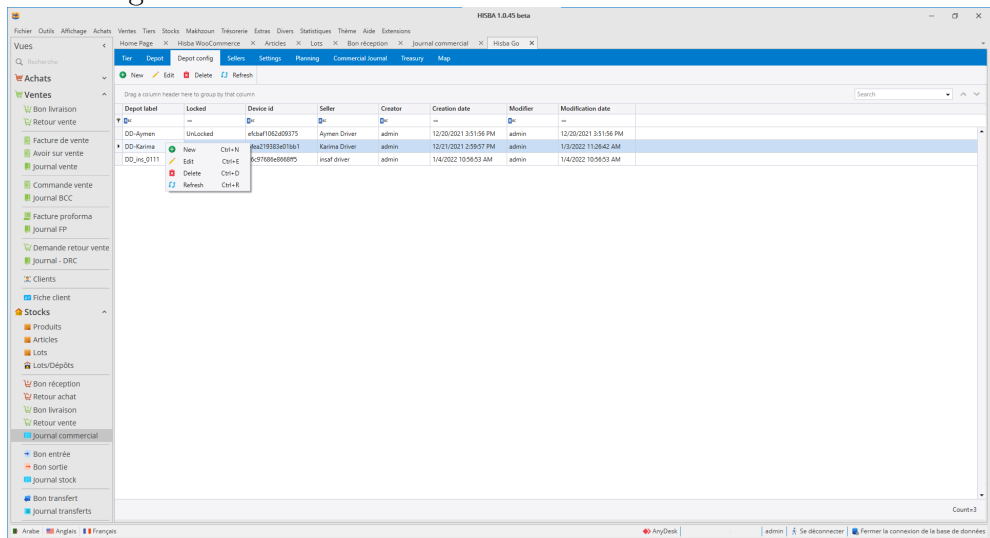 HISBA 1.0.45 beta
Fichier Outils Affichage Achats Ventes Tiers Stocks Makhzoun Trésorerie Extras Divers Statistiques Thème Aide Extensions
Vues
Home Page Hisba WooCommerce Articles Lots Bon réception Journal commercial Hisba Go
Recherche
Tier Depot Depot config Sellers Settings Planning Commercial Journal Treasury Map
New Edit Delete Refresh
Drag a column header here to group by that column
Search
Depot label Locked Device id Seller Creator Creation date Modifier Modification date
DD-Aymen UnLocked efcbaf1062d09375 Aymen Driver admin 12/20/2021 3:51:56 PM admin 12/20/2021 3:51:56 PM
DD-Karima Karima Driver admin 12/21/2021 2:59:57 PM admin 1/3/2022 11:26:42 AM
DD_ins_0111 insaf driver admin 1/4/2022 10:56:53 AM admin 1/4/2022 10:56:53 AM
New Ctrl+N
Edit Ctrl+E
Delete Ctrl+D
Refresh Ctrl+R
Achats
Ventes
Bon livraison
Retour vente
Facture de vente
Avoir sur vente
Journal vente
Commande vente
Journal BCC
Facture proforma
Journal FP
Demande retour vente
Journal - DRC
Clients
Fiche client
Stocks
Produits
Articles
Lots
Lots/Dépôts
Bon réception
Retour achat
Bon livraison
Retour vente
Journal commercial
Bon entrée
Bon sortie
Journal stock
Bon transfert
Journal transferts
Count=3
Arabe Anglais Français AnyDesk admin Se déconnecter Fermer la connexion de la base de données